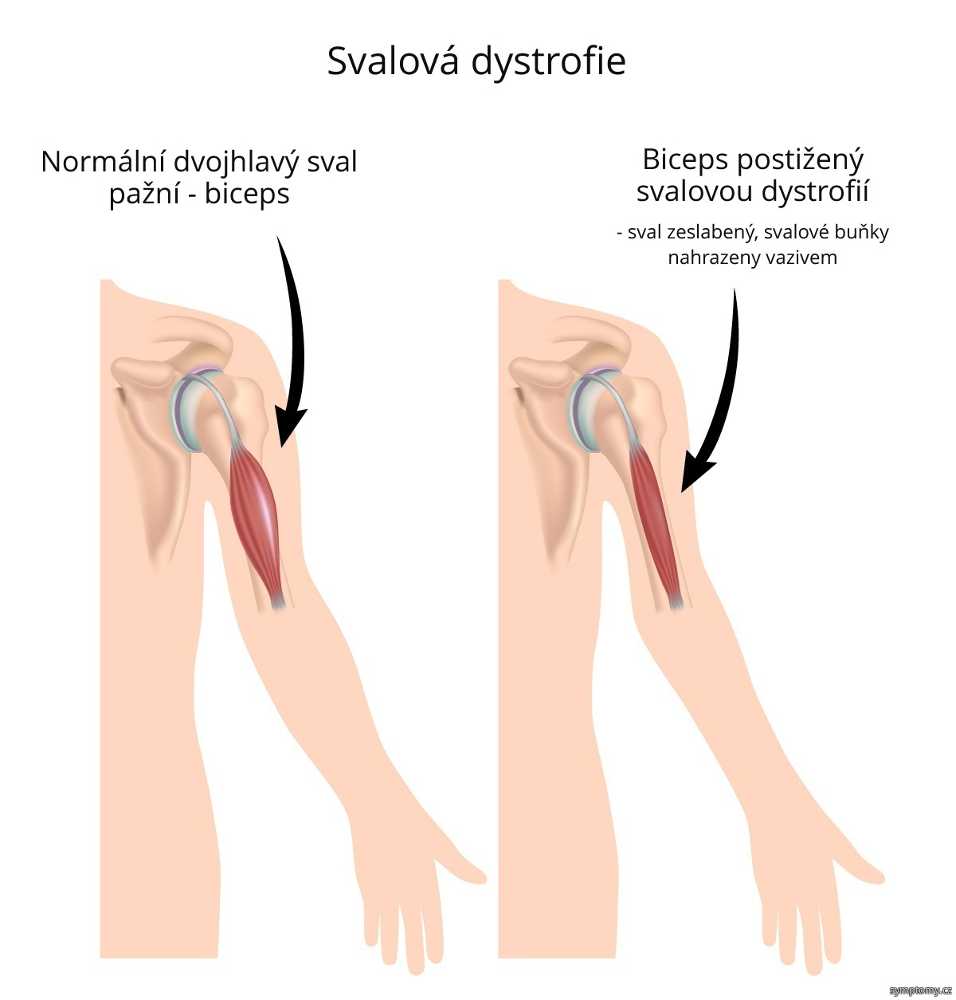 Svalová dystrofie
Normální dvojhlavý sval
pažní - biceps
Biceps postižený
svalovou dystrofií
- sval zeslabený, svalové buňky
nahrazeny vazivem
symptomy.cz